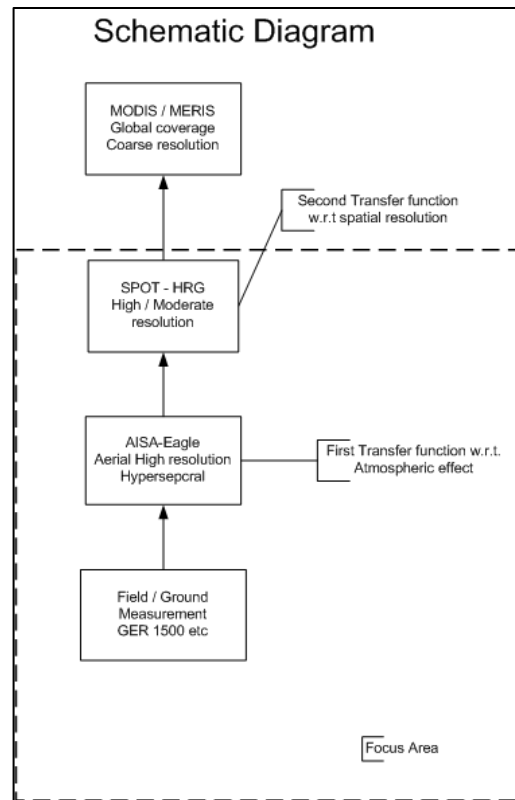 Schematic Diagram
MODIS / MERIS
Global coverage
Coarse resolution
Second Transfer function
w.r.t spatial resolution
SPOT - HRG
High / Moderate
resolution
AISA-Eagle
Aerial High resolution
Hypersepcral
First Transfer function w.r.t.
Atmospheric effect
Field / Ground
Measurement
GER 1500 etc
Focus Area